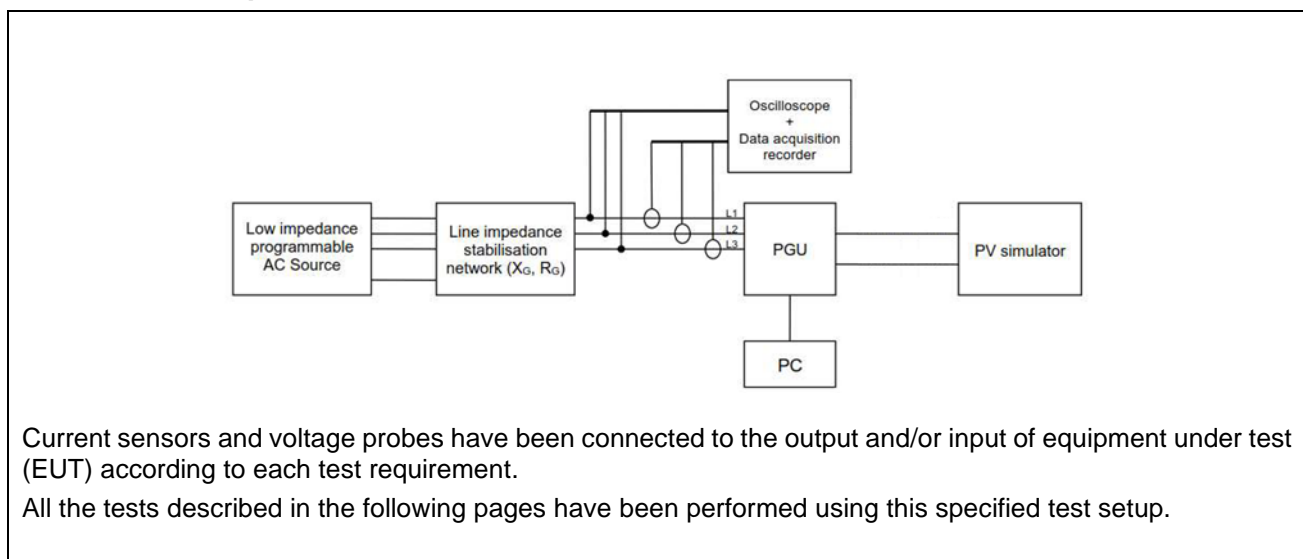 Oscilloscope
+
Data acquisition
recorder
Low impedance
programmable
AC Source
Line impedance
stabilisation
network (XG, RG)
L1
L2
L3
PGU
PV simulator
PC
Current sensors and voltage probes have been connected to the output and/or input of equipment under test
(EUT) according to each test requirement.
All the tests described in the following pages have been performed using this specified test setup.